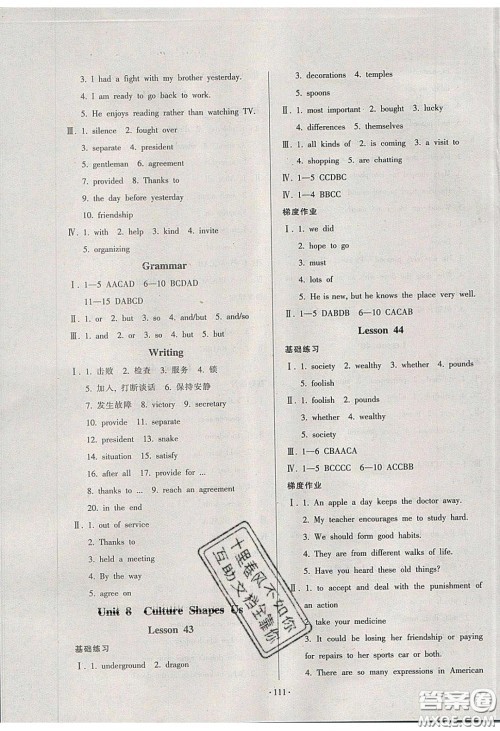 3. I had a fight with my brother yesterday.
4. I am ready to go back to work.
5. He enjoys reading rather than watching TV.
Ⅲ. 1. silence 2. fought over
3. separate 4. president
5. gentleman 6. agreement
7. provided 8. Thanks to
9. the day before yesterday
10. friendship
Ⅳ. 1. with 2. help 3. kind 4. invite
5. organizing
Grammar
Ⅰ. 1—5 AACAD 6—10 BCDAD
11—15 DABCD
Ⅱ. 1. or 2. but 3. so 4. and 5. and/so
Ⅲ. 1. and 2. or 3. but 4. so 5. but
Writing
Ⅰ. 1. 击败 2. 检查 3. 服务 4. 锁
5. 加入, 打断谈话 6. 保持安静
7. 发生故障 8. victory 9. secretary
10. provide 11. separate
12. president 13. snake
14. situation 15. satisfy
16. relationship 17. provide for ...
18. thanks to ... 19. reach an agreement
20. in the end
Ⅱ. 1. out of service
2. Thanks to
3. held a meeting
4. By the way
5. agree on
Unit 8 Culture Shapes Us
Lesson 43
基础练习
Ⅰ. 1. underground 2. dragon
3. decorations 4. temples
5. spoons
Ⅱ. 1. most important 2. bought 3. lucky
4. differences 5. themselves
Ⅲ. 1. all kinds of 2. is coming 3. a visit to
4. shopping 5. are chatting
Ⅳ. 1—5 CCDBC
Ⅴ. 1—4 BBCC
梯度作业
Ⅰ. 1. we did
2. hope to go
3. must
4. lots of
5. He is new, but he knows the place very well.
Ⅱ. 1—5 DABDB 6—10 CACAB
Lesson 44
基础练习
Ⅰ. 1. society 2. wealthy 3. whether 4. pounds
5. foolish
Ⅱ. 1. foolish 2. pounds 3. whether 4. wealthy
5. society
Ⅲ. 1—6 CBAACA
Ⅳ. 1—5 BCCCC 6—10 ACCBB
梯度作业
Ⅰ. 1. An apple a day keeps the doctor away.
2. My teacher encourages me to study hard.
3. We should form good habits.
4. They are from different walks of life.
5. Have you heard these old things?
Ⅱ. 1. to accept and deal with the punishment of
an action
2. take your medicine
3. It could be losing her friendship or paying
for repairs to her sports car or both.
4. There are so many expressions in American
十里春风不如你
互助文档全靠你
· 111 ·
答案圈
MXQE.COM